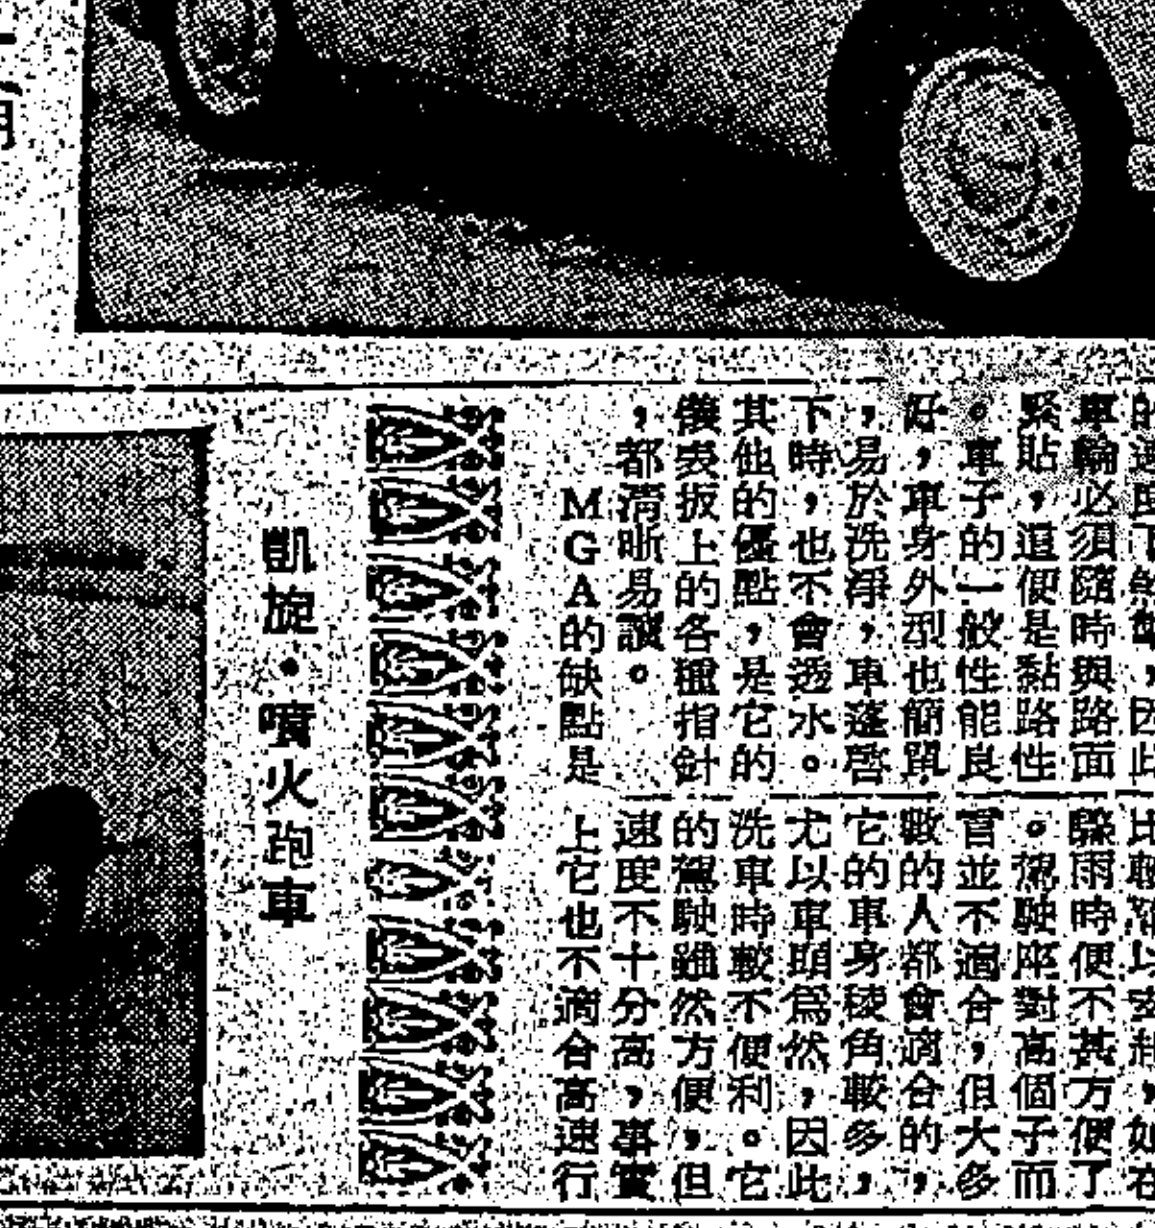 車輪必須隨時與路面
緊貼，這便是黏路性
。車子的一般性能良
好，車身外型也簡單
，易於洗淨，車蓬啓
下時，也不會透水。
其他的優點，是它的
儀表扳上的各種指針
，都清晰易讀。
MGA的缺點是
驟雨時便不甚方便了
。駕駛座對高個子而
言並不適合，但大多
數的人都會適合的，
它的車身稜角較多，
尤以車頭爲然，因此
洗車時較不便利。它
的駕駛雖然方便，但
速度不十分高，事實
上它也不適合高速行
凱旋・噴火跑車